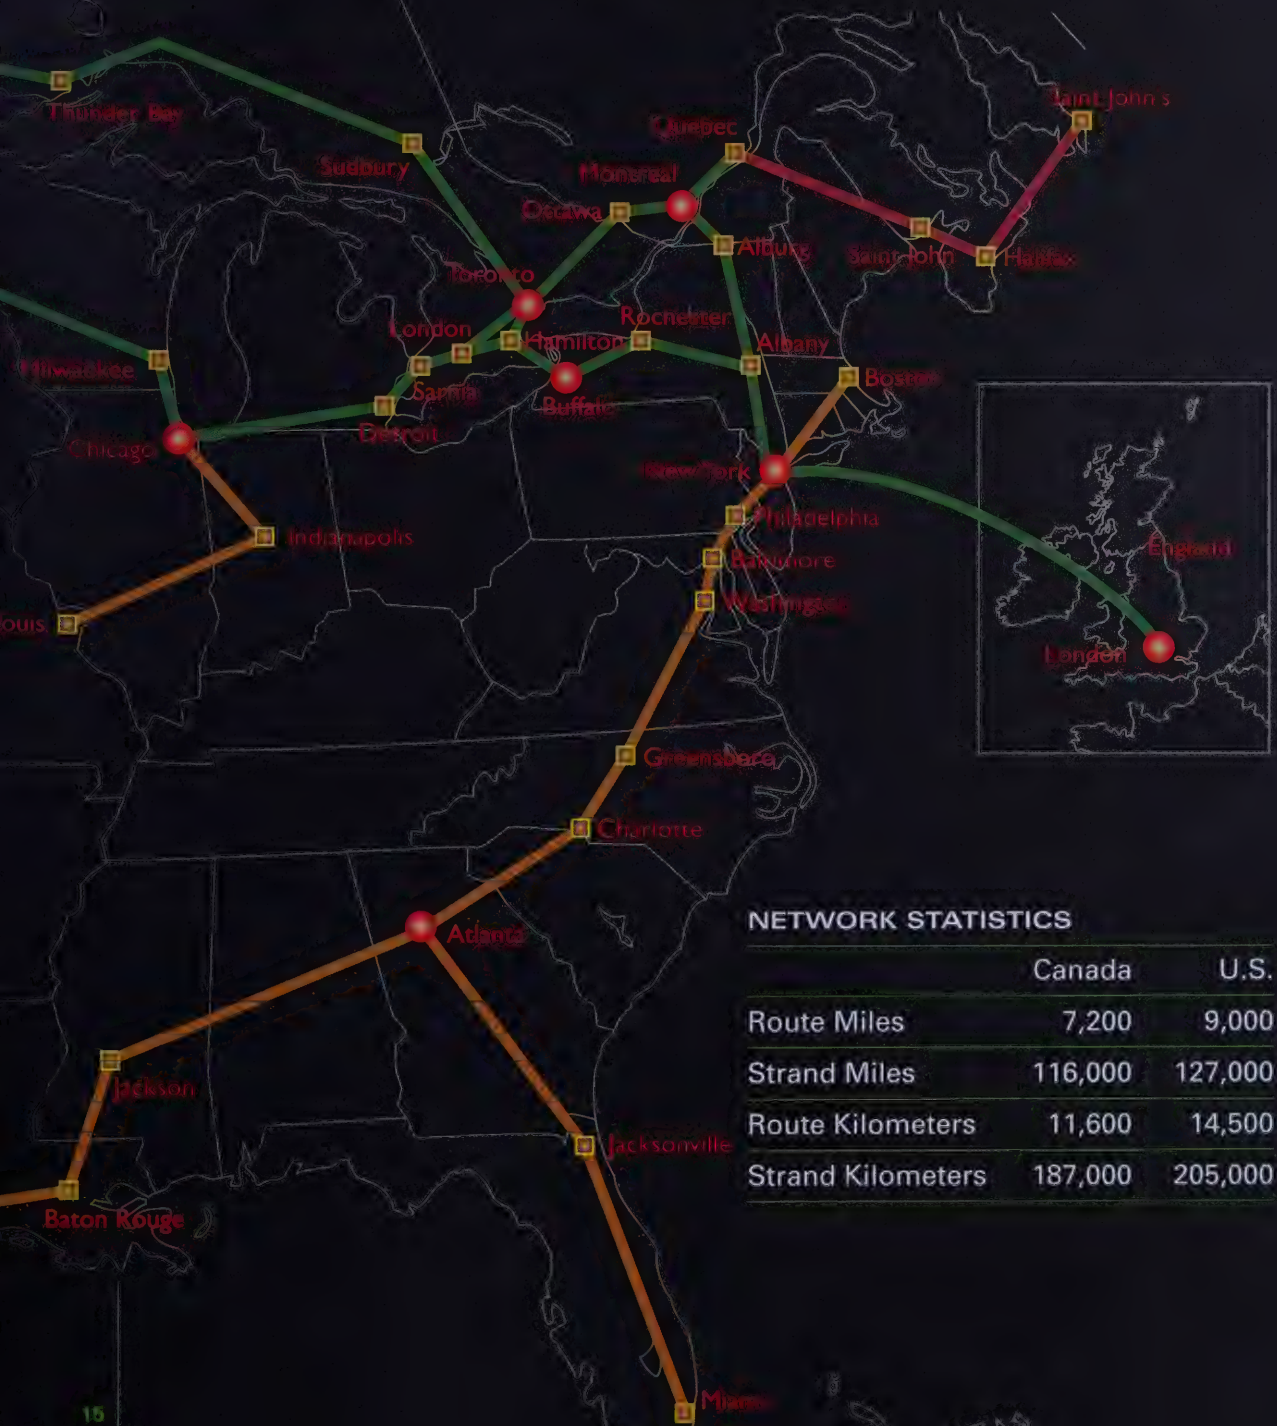 Saint John's
Thunder Bay
Quebec
Sudbury
Montreal
Ottawa
Alburg
Saint John
Halifax
Toronto
Rochester
London
Hamilton
Albany
Milwaukee
Boston
Sarnia
Buffalo
Detroit
Chicago
New York
Philadelphia
Indianapolis
England
Baltimore
Washington
ouis
London
Greensboro
Charlotte
NETWORK STATISTICS
Atlanta
Canada U.S.
Route Miles 7,200 9,000
Strand Miles 116,000 127,000
Jackson
Route Kilometers 11,600 14,500
Jacksonville
Strand Kilometers 187,000 205,000
Baton Rouge
Miami
15